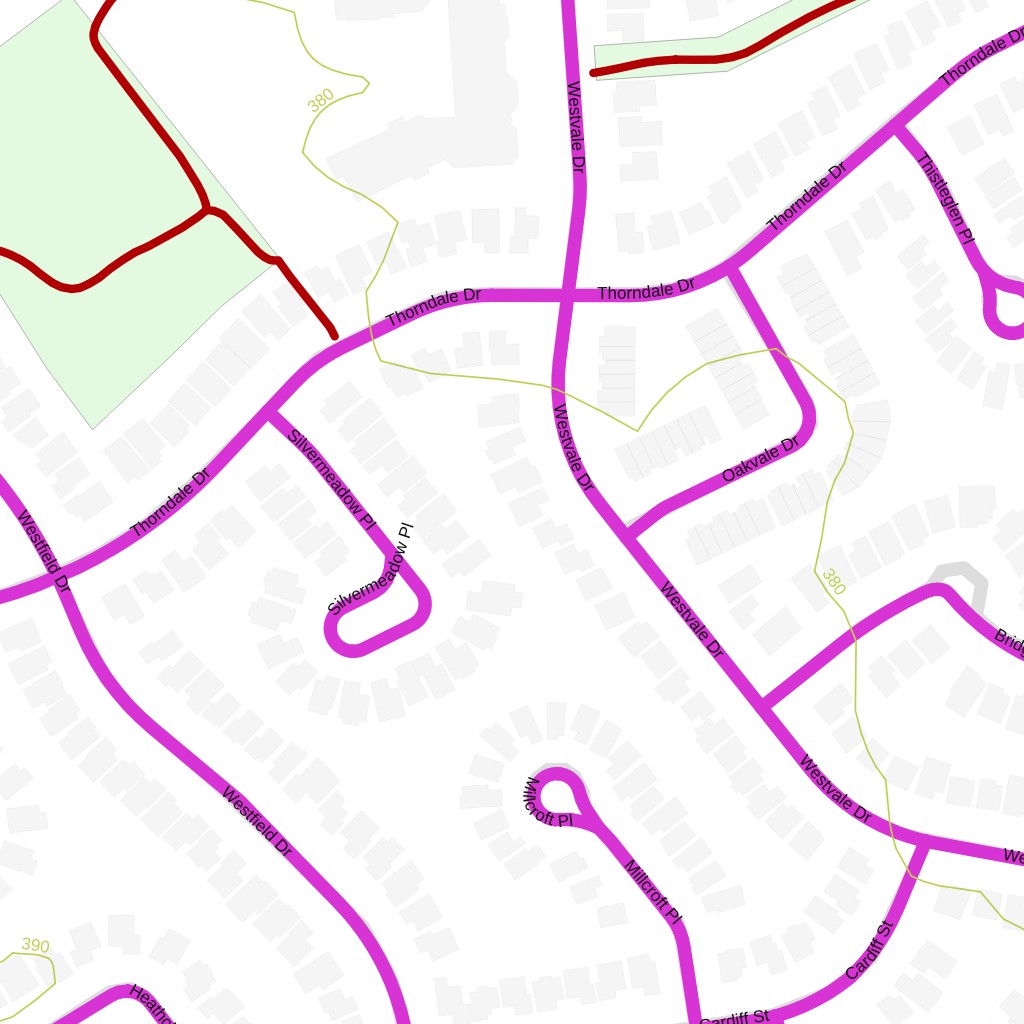 Thorndale Dr
380
Westvale Dr
Thorndale Dr
Thistleglen Pl
Thorndale Dr
Thorndale Dr
Silvermeadow Pl
Westvale Dr
Oakvale Dr
Thorndale Dr
Westfield Dr
Silvermeadow Pl
380
Westvale Dr
Westvale Dr
Westfield Dr
Millcroft Pl
Millcroft Pl
Cardiff St
390
Cardiff St